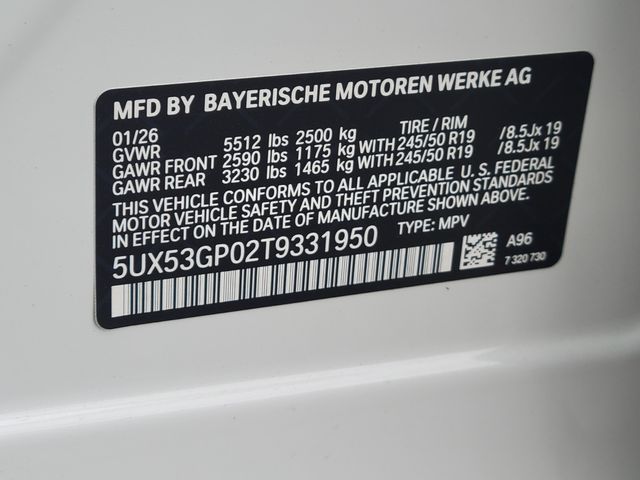 MFD BY BAYERISCHE MOTOREN WERKE AG
01/26 TIRE / RIM
GVWR 5512 lbs 2500 kg
GAWR FRONT 2590 lbs 1175 kg WITH 245/50 R19 /8.5Jx 19
GAWR REAR 3230 lbs 1465 kg WITH 245/50 R19 /8.5Jx 19
THIS VEHICLE CONFORMS TO ALL APPLICABLE U. S. FEDERAL
MOTOR VEHICLE SAFETY AND THEFT PREVENTION STANDARDS
IN EFFECT ON THE DATE OF MANUFACTURE SHOWN ABOVE.
5UX53GP02T9331950 TYPE: MPV
A96
7 320 730